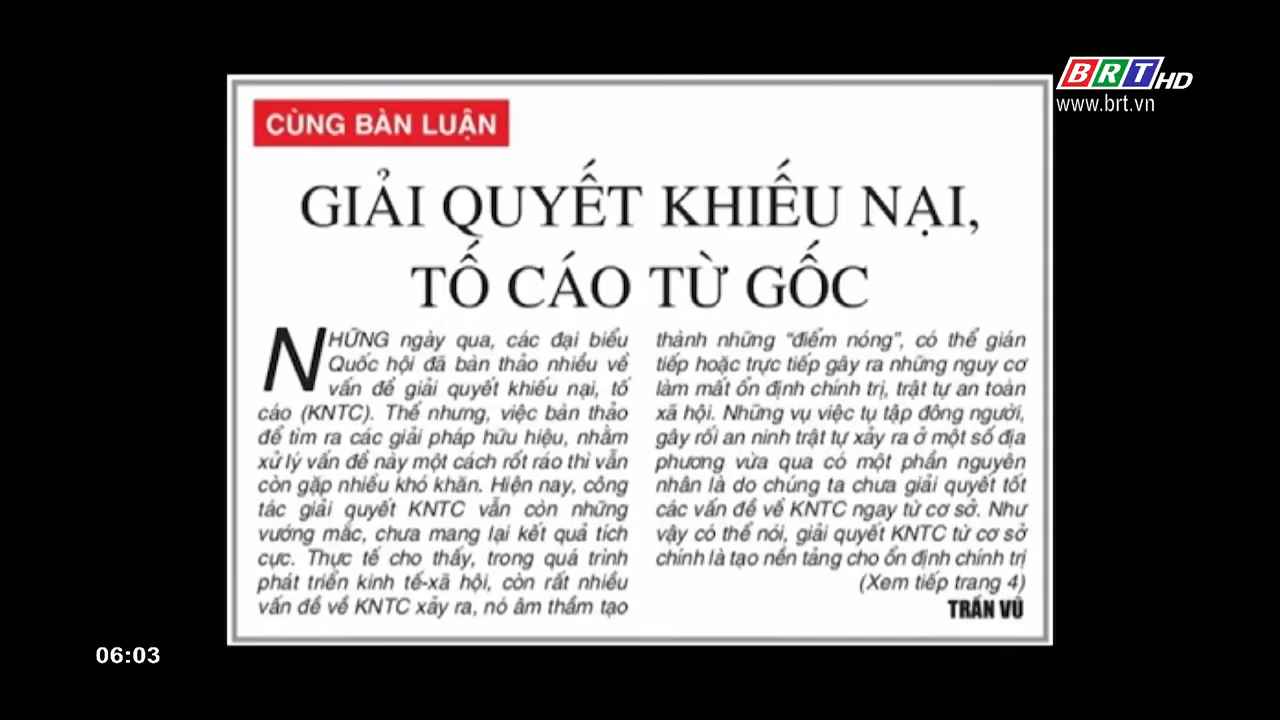 BRT HD
www.brt.vn
CÙNG BÀN LUẬN
GIẢI QUYẾT KHIẾU NẠI,
TỐ CÁO TỪ GỐC
NHỮNG ngày qua, các đại biểu
Quốc hội đã bàn thảo nhiều về
vấn đề giải quyết khiếu nại, tố
cáo (KNTC). Thế nhưng, việc bàn thảo
để tìm ra các giải pháp hữu hiệu, nhằm
xử lý vấn đề này một cách rốt ráo thì vẫn
còn gặp nhiều khó khăn. Hiện nay, công
tác giải quyết KNTC vẫn còn những
vướng mắc, chưa mang lại kết quả tích
cực. Thực tế cho thấy, trong quá trình
phát triển kinh tế-xã hội, còn rất nhiều
vấn đề về KNTC xảy ra, nó âm thầm tạo
thành những “điểm nóng”, có thể gián
tiếp hoặc trực tiếp gây ra những nguy cơ
làm mất ổn định chính trị, trật tự an toàn
xã hội. Những vụ việc tụ tập đông người,
gây rối an ninh trật tự xảy ra ở một số địa
phương vừa qua có một phần nguyên
nhân là do chúng ta chưa giải quyết tốt
các vấn đề về KNTC ngay từ cơ sở. Như
vậy có thể nói, giải quyết KNTC từ cơ sở
chính là tạo nền tảng cho ổn định chính trị
(Xem tiếp trang 4)
TRẦN VŨ
06:03